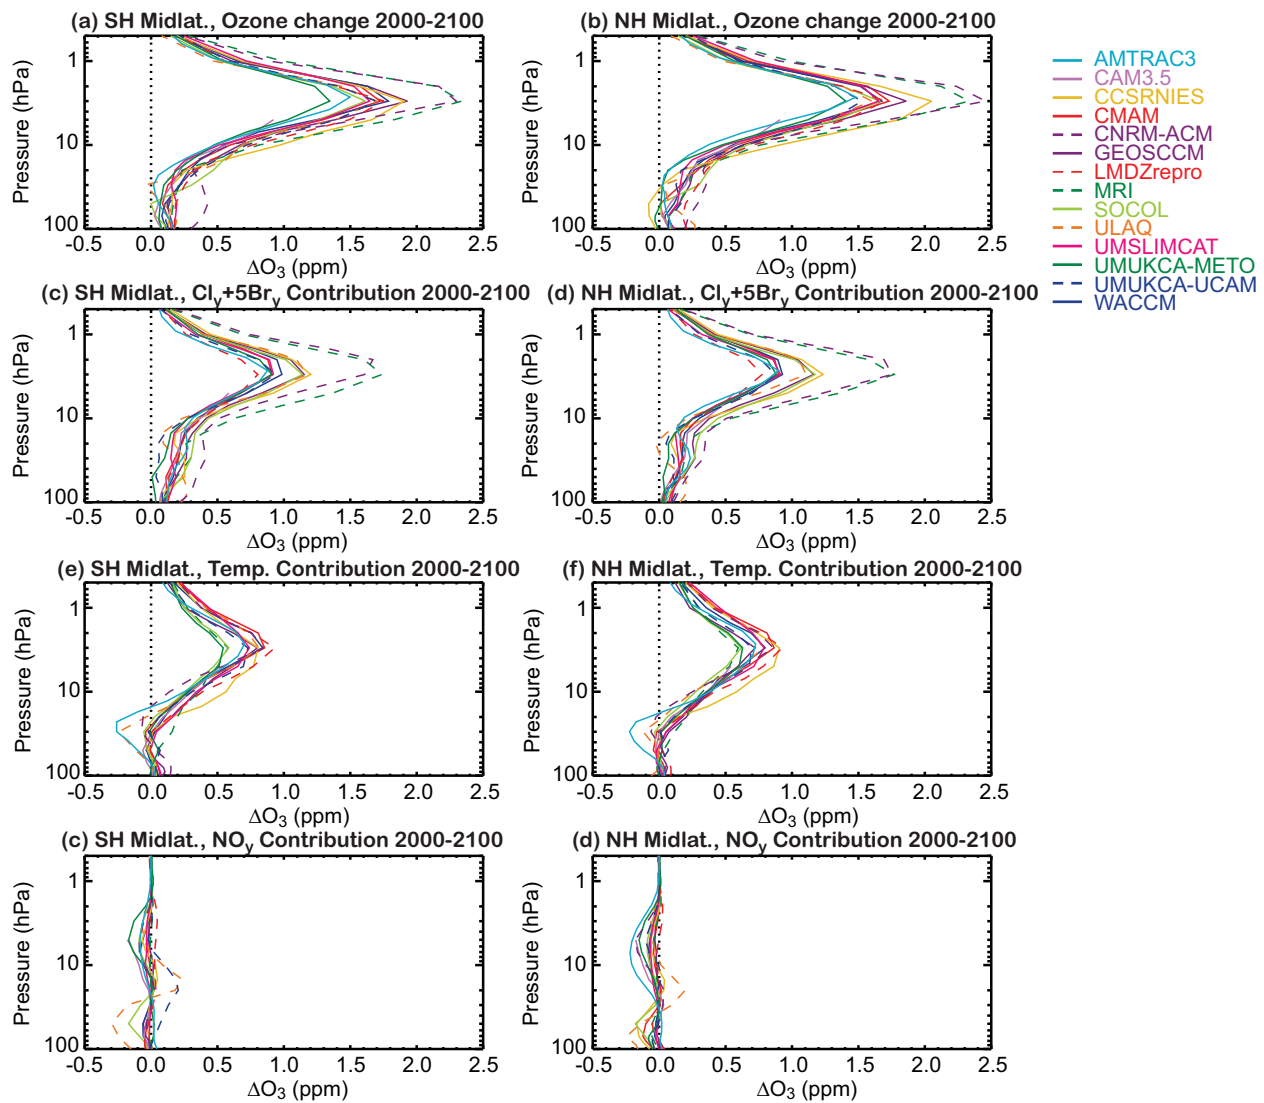 (a) SH Midlat., Ozone change 2000-2100
Pressure (hPa)
1
10
100
-0.5 0.0 0.5 1.0 1.5 2.0 2.5
ΔO3 (ppm)
(b) NH Midlat., Ozone change 2000-2100
Pressure (hPa)
1
10
100
-0.5 0.0 0.5 1.0 1.5 2.0 2.5
ΔO3 (ppm)
AMTRAC3
CAM3.5
CCSRNIES
CMAM
CNRM-ACM
GEOSCCM
LMDZrepro
MRI
SOCOL
ULAQ
UMSLIMCAT
UMUKCA-METO
UMUKCA-UCAM
WACCM
(c) SH Midlat., Cly+5Bry Contribution 2000-2100
Pressure (hPa)
1
10
100
-0.5 0.0 0.5 1.0 1.5 2.0 2.5
ΔO3 (ppm)
(d) NH Midlat., Cly+5Bry Contribution 2000-2100
Pressure (hPa)
1
10
100
-0.5 0.0 0.5 1.0 1.5 2.0 2.5
ΔO3 (ppm)
(e) SH Midlat., Temp. Contribution 2000-2100
Pressure (hPa)
1
10
100
-0.5 0.0 0.5 1.0 1.5 2.0 2.5
ΔO3 (ppm)
(f) NH Midlat., Temp. Contribution 2000-2100
Pressure (hPa)
1
10
100
-0.5 0.0 0.5 1.0 1.5 2.0 2.5
ΔO3 (ppm)
(c) SH Midlat., NOy Contribution 2000-2100
Pressure (hPa)
1
10
100
-0.5 0.0 0.5 1.0 1.5 2.0 2.5
ΔO3 (ppm)
(d) NH Midlat., NOy Contribution 2000-2100
Pressure (hPa)
1
10
100
-0.5 0.0 0.5 1.0 1.5 2.0 2.5
ΔO3 (ppm)